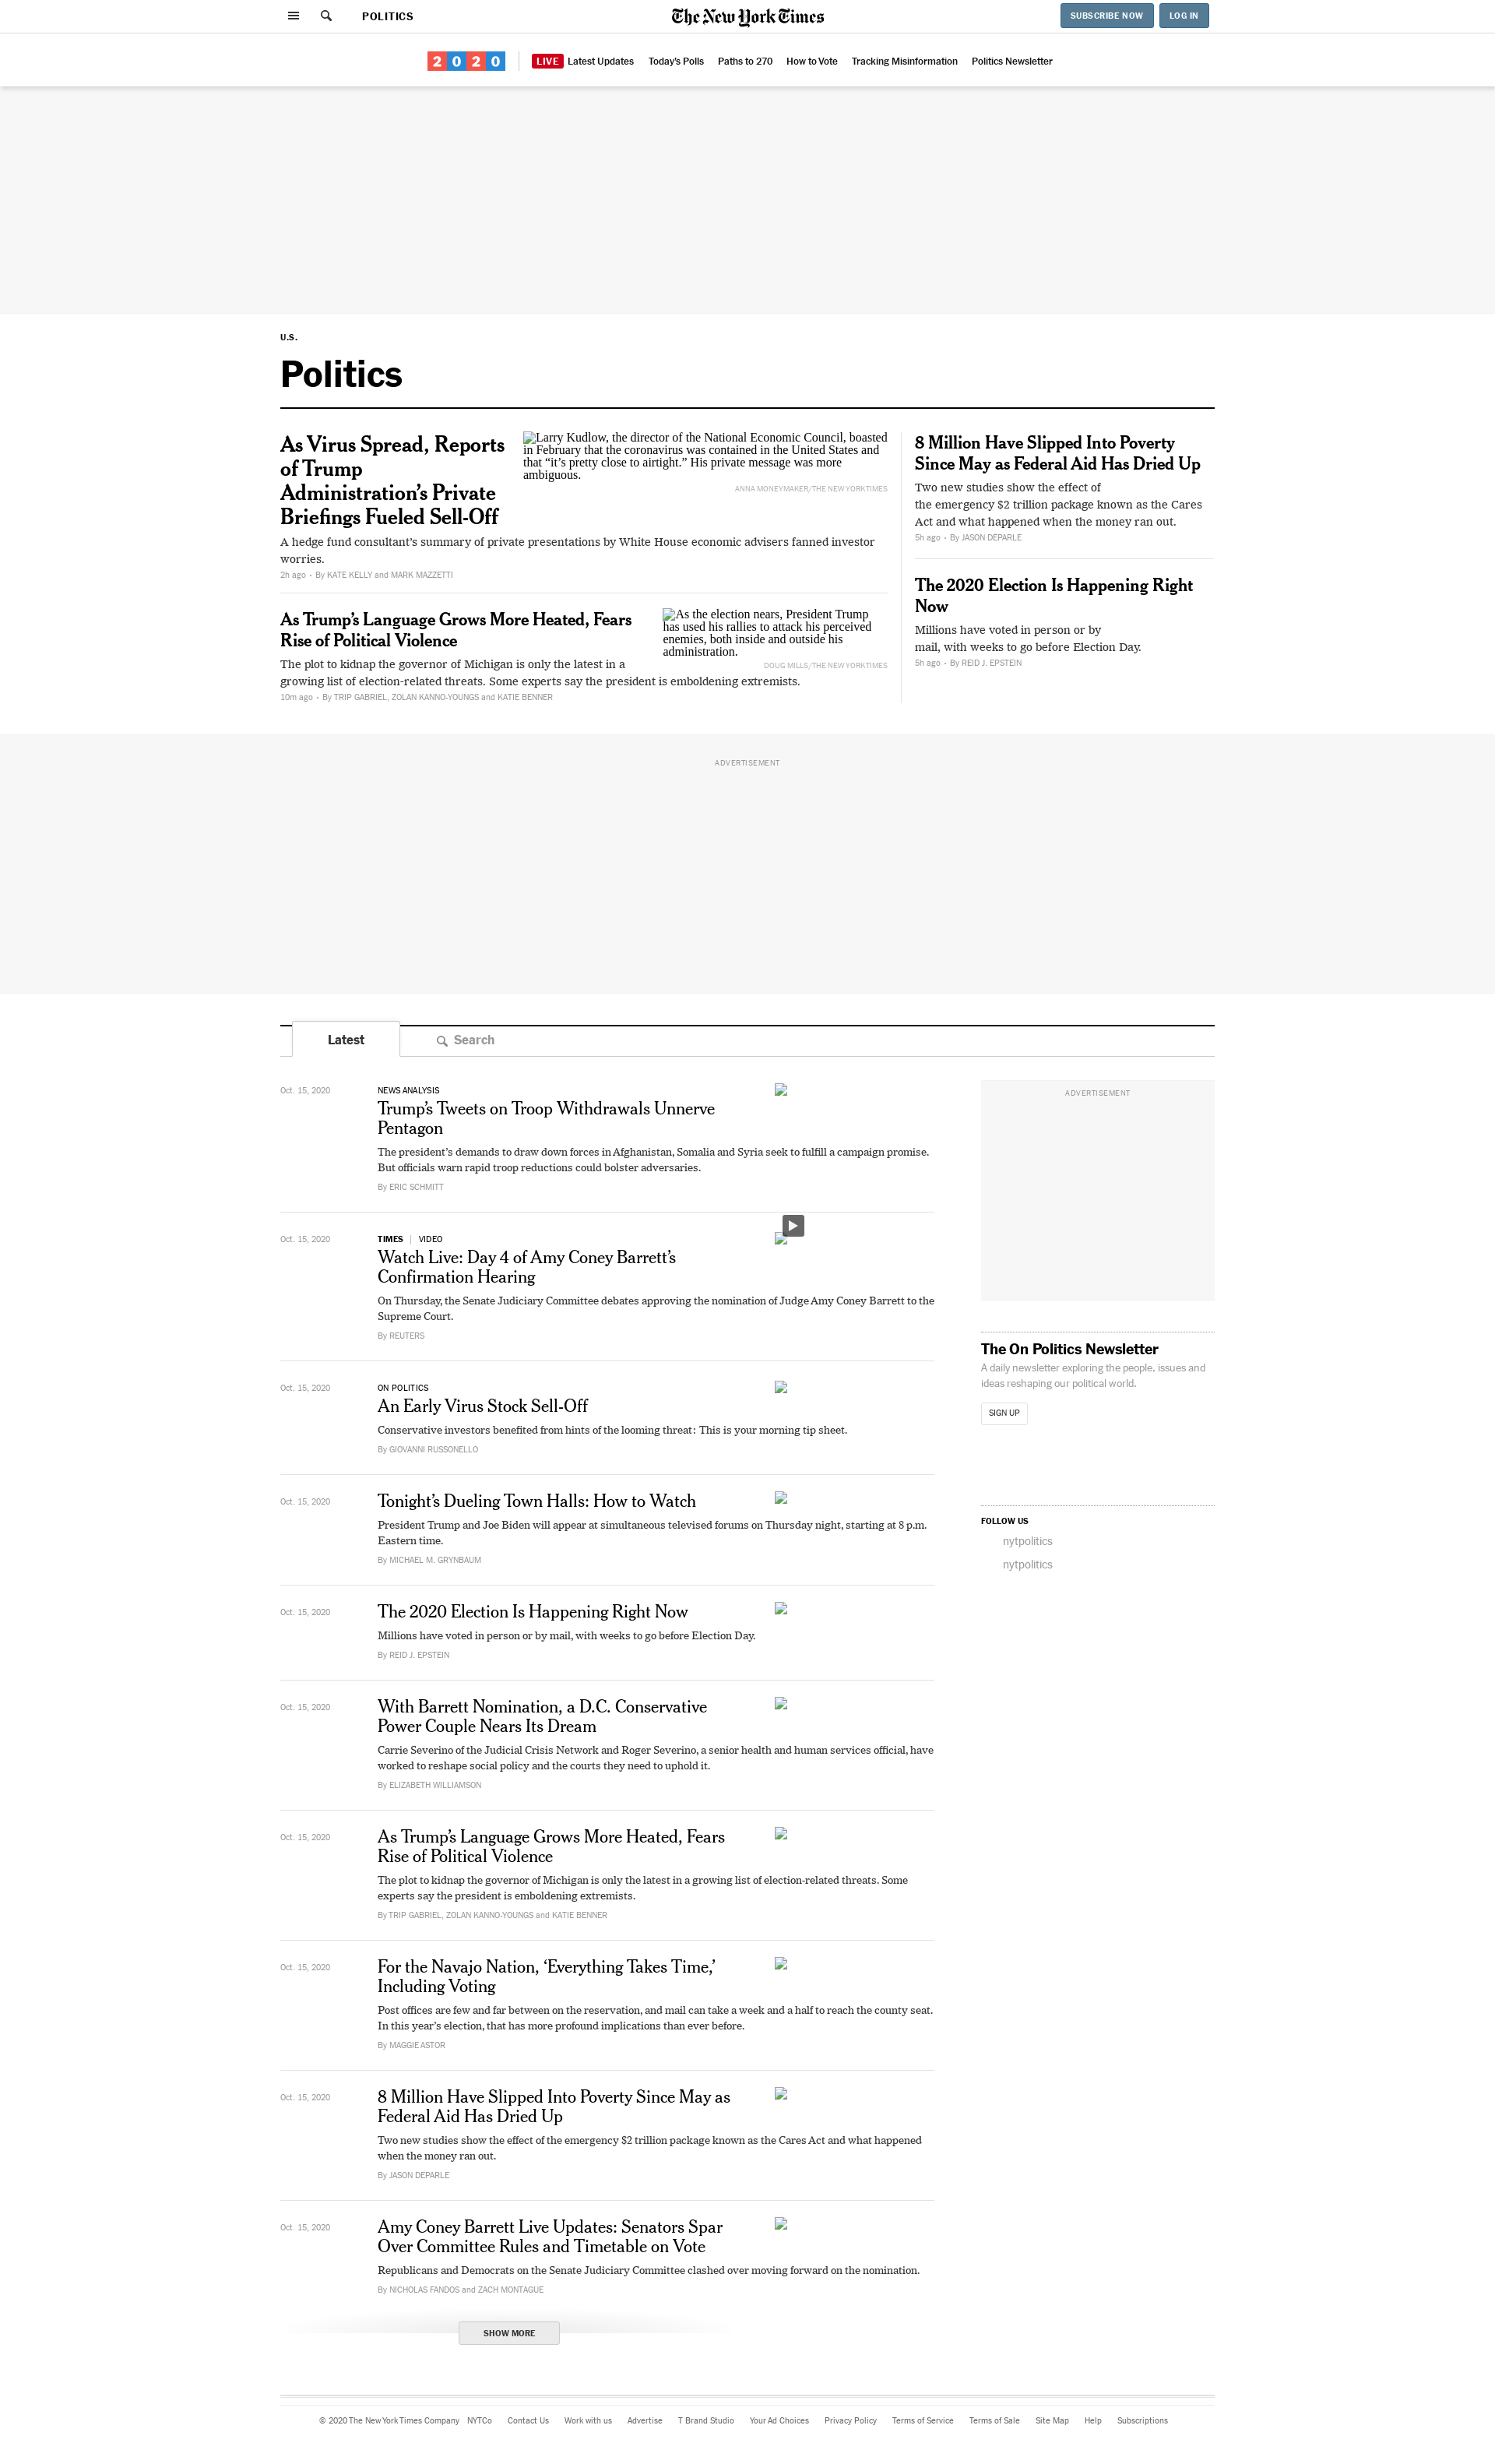 POLITICS
The New York Times
SUBSCRIBE NOW
LOG IN
2020
LIVE Latest Updates
Today's Polls
Paths to 270
How to Vote
Tracking Misinformation
Politics Newsletter
U.S.
Politics
As Virus Spread, Reports
of Trump
Administration’s Private
Briefings Fueled Sell-Off
Larry Kudlow, the director of the National Economic Council, boasted
in February that the coronavirus was contained in the United States and
that “it’s pretty close to airtight.” His private message was more
ambiguous.
ANNA MONEYMAKER/THE NEW YORK TIMES
A hedge fund consultant’s summary of private presentations by White House economic advisers fanned investor
worries.
2h ago · By KATE KELLY and MARK MAZZETTI
As Trump’s Language Grows More Heated, Fears
Rise of Political Violence
As the election nears, President Trump
has used his rallies to attack his perceived
enemies, both inside and outside his
administration.
DOUG MILLS/THE NEW YORK TIMES
The plot to kidnap the governor of Michigan is only the latest in a
growing list of election-related threats. Some experts say the president is emboldening extremists.
10m ago · By TRIP GABRIEL, ZOLAN KANNO-YOUNGS and KATIE BENNER
8 Million Have Slipped Into Poverty
Since May as Federal Aid Has Dried Up
Two new studies show the effect of
the emergency $2 trillion package known as the Cares
Act and what happened when the money ran out.
5h ago · By JASON DEPARLE
The 2020 Election Is Happening Right
Now
Millions have voted in person or by
mail, with weeks to go before Election Day.
5h ago · By REID J. EPSTEIN
ADVERTISEMENT
Latest
Search
Oct. 15, 2020
NEWS ANALYSIS
Trump’s Tweets on Troop Withdrawals Unnerve
Pentagon
The president’s demands to draw down forces in Afghanistan, Somalia and Syria seek to fulfill a campaign promise.
But officials warn rapid troop reductions could bolster adversaries.
By ERIC SCHMITT
Oct. 15, 2020
TIMES | VIDEO
Watch Live: Day 4 of Amy Coney Barrett’s
Confirmation Hearing
On Thursday, the Senate Judiciary Committee debates approving the nomination of Judge Amy Coney Barrett to the
Supreme Court.
By REUTERS
Oct. 15, 2020
ON POLITICS
An Early Virus Stock Sell-Off
Conservative investors benefited from hints of the looming threat: This is your morning tip sheet.
By GIOVANNI RUSSONELLO
Oct. 15, 2020
Tonight’s Dueling Town Halls: How to Watch
President Trump and Joe Biden will appear at simultaneous televised forums on Thursday night, starting at 8 p.m.
Eastern time.
By MICHAEL M. GRYNBAUM
Oct. 15, 2020
The 2020 Election Is Happening Right Now
Millions have voted in person or by mail, with weeks to go before Election Day.
By REID J. EPSTEIN
Oct. 15, 2020
With Barrett Nomination, a D.C. Conservative
Power Couple Nears Its Dream
Carrie Severino of the Judicial Crisis Network and Roger Severino, a senior health and human services official, have
worked to reshape social policy and the courts they need to uphold it.
By ELIZABETH WILLIAMSON
Oct. 15, 2020
As Trump’s Language Grows More Heated, Fears
Rise of Political Violence
The plot to kidnap the governor of Michigan is only the latest in a growing list of election-related threats. Some
experts say the president is emboldening extremists.
By TRIP GABRIEL, ZOLAN KANNO-YOUNGS and KATIE BENNER
Oct. 15, 2020
For the Navajo Nation, ‘Everything Takes Time,’
Including Voting
Post offices are few and far between on the reservation, and mail can take a week and a half to reach the county seat.
In this year’s election, that has more profound implications than ever before.
By MAGGIE ASTOR
Oct. 15, 2020
8 Million Have Slipped Into Poverty Since May as
Federal Aid Has Dried Up
Two new studies show the effect of the emergency $2 trillion package known as the Cares Act and what happened
when the money ran out.
By JASON DEPARLE
Oct. 15, 2020
Amy Coney Barrett Live Updates: Senators Spar
Over Committee Rules and Timetable on Vote
Republicans and Democrats on the Senate Judiciary Committee clashed over moving forward on the nomination.
By NICHOLAS FANDOS and ZACH MONTAGUE
SHOW MORE
ADVERTISEMENT
The On Politics Newsletter
A daily newsletter exploring the people, issues and
ideas reshaping our political world.
SIGN UP
FOLLOW US
nytpolitics
nytpolitics
© 2020 The New York Times Company
NYTCo
Contact Us
Work with us
Advertise
T Brand Studio
Your Ad Choices
Privacy Policy
Terms of Service
Terms of Sale
Site Map
Help
Subscriptions